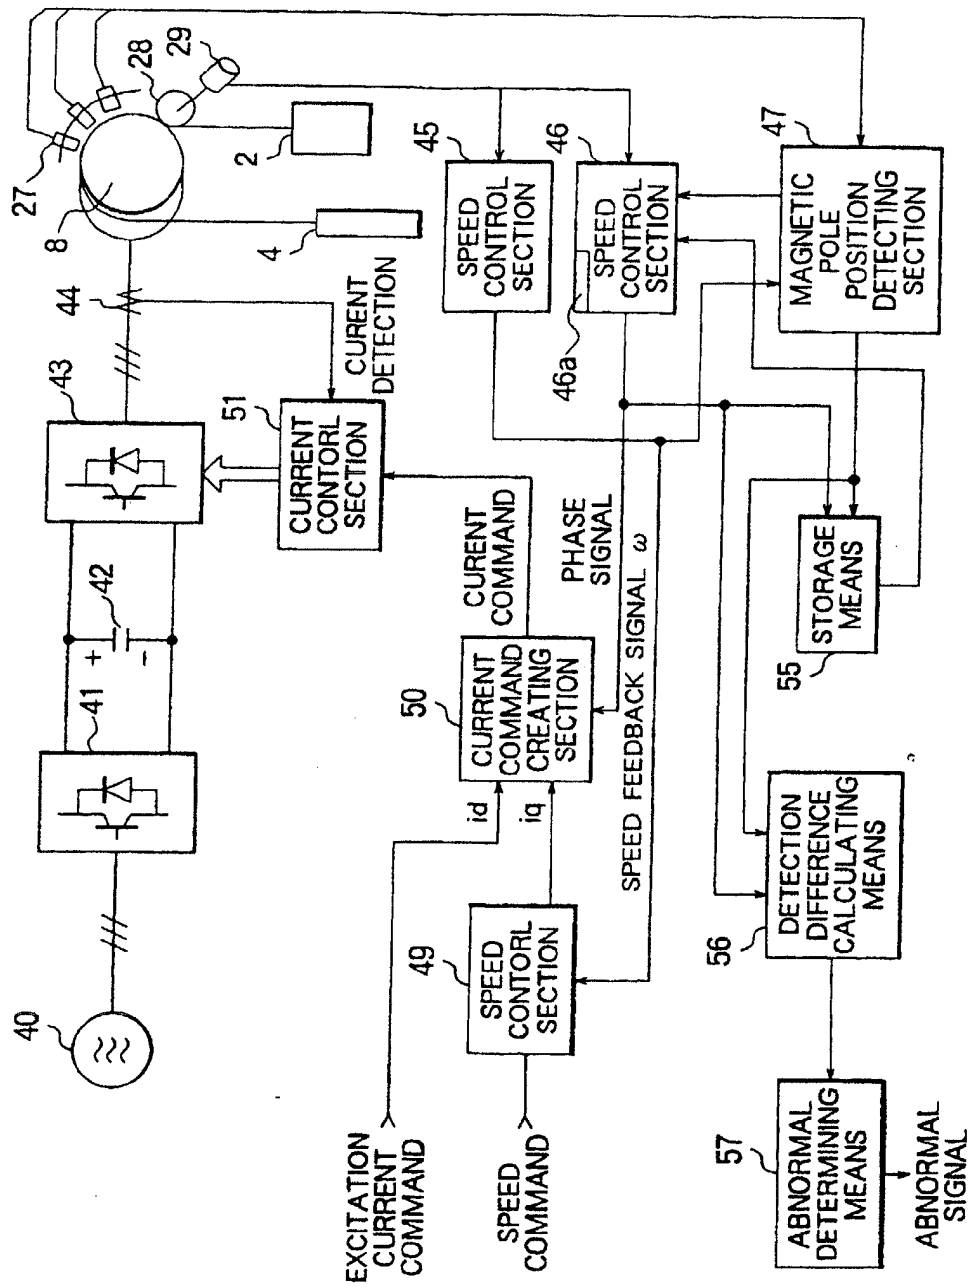 27
8
28
29
2
4
44
CURENT
DETECTION
43
51
CURRENT
CONTORL
SECTION
42
+
-
41
40
45
SPEED
CONTROL
SECTION
46
SPEED
CONTROL
SECTION
46a
47
MAGNETIC
POLE
POSITION
DETECTING
SECTION
CURENT
COMMAND
PHASE
SIGNAL
50
CURRENT
COMMAND
CREATING
SECTION
id
iq
SPEED FEEDBACK SIGNAL ω
49
SPEED
CONTORL
SECTION
EXCITATION
CURRENT
COMMAND
SPEED
COMMAND
STORAGE
MEANS
55
DETECTION
DIFFERENCE
CALCULATING
MEANS
56
57
ABNORMAL
DETERMINING
MEANS
ABNORMAL
SIGNAL